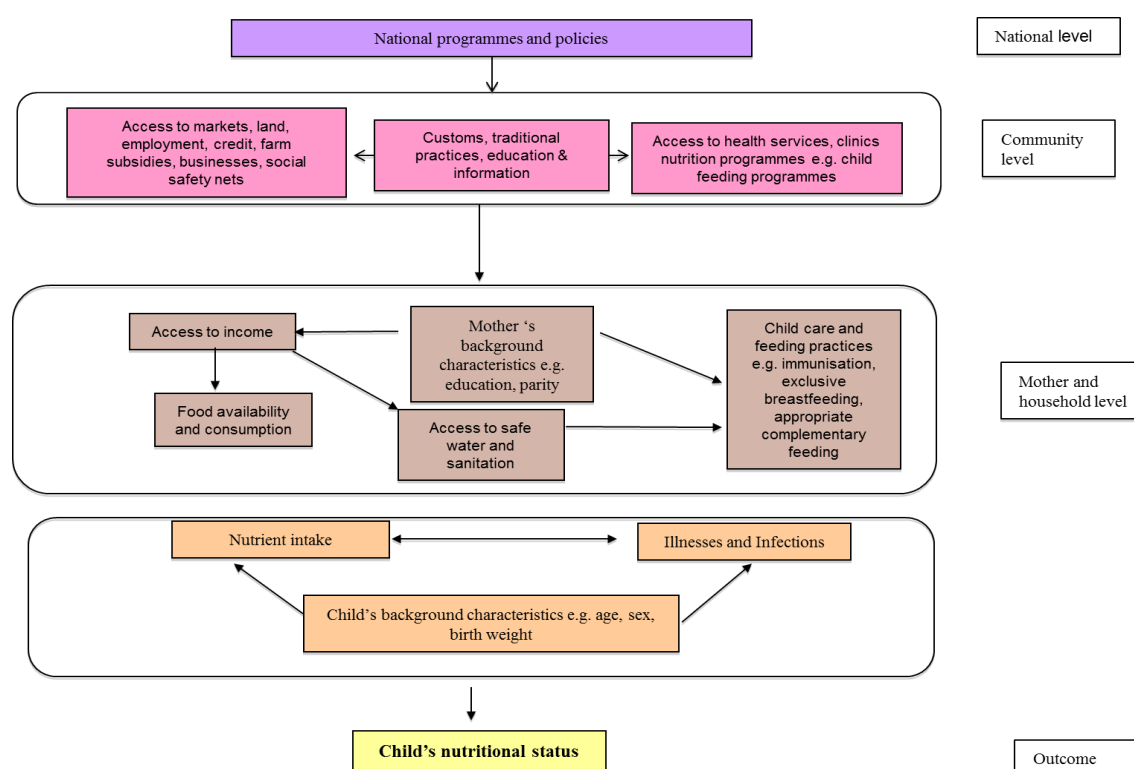 National programmes and policies
National level
Access to markets, land,
employment, credit, farm
subsidies, businesses, social
safety nets
Customs, traditional
practices, education &
information
Access to health services, clinics
nutrition programmes e.g. child
feeding programmes
Community
level
Access to income
Mother ‘s
background
characteristics e.g.
education, parity
Child care and
feeding practices
e.g. immunisation,
exclusive
breastfeeding,
appropriate
complementary
feeding
Mother and
household level
Food availability
and consumption
Access to safe
water and
sanitation
Nutrient intake
Illnesses and Infections
Child’s background characteristics e.g. age, sex,
birth weight
Child’s nutritional status
Outcome